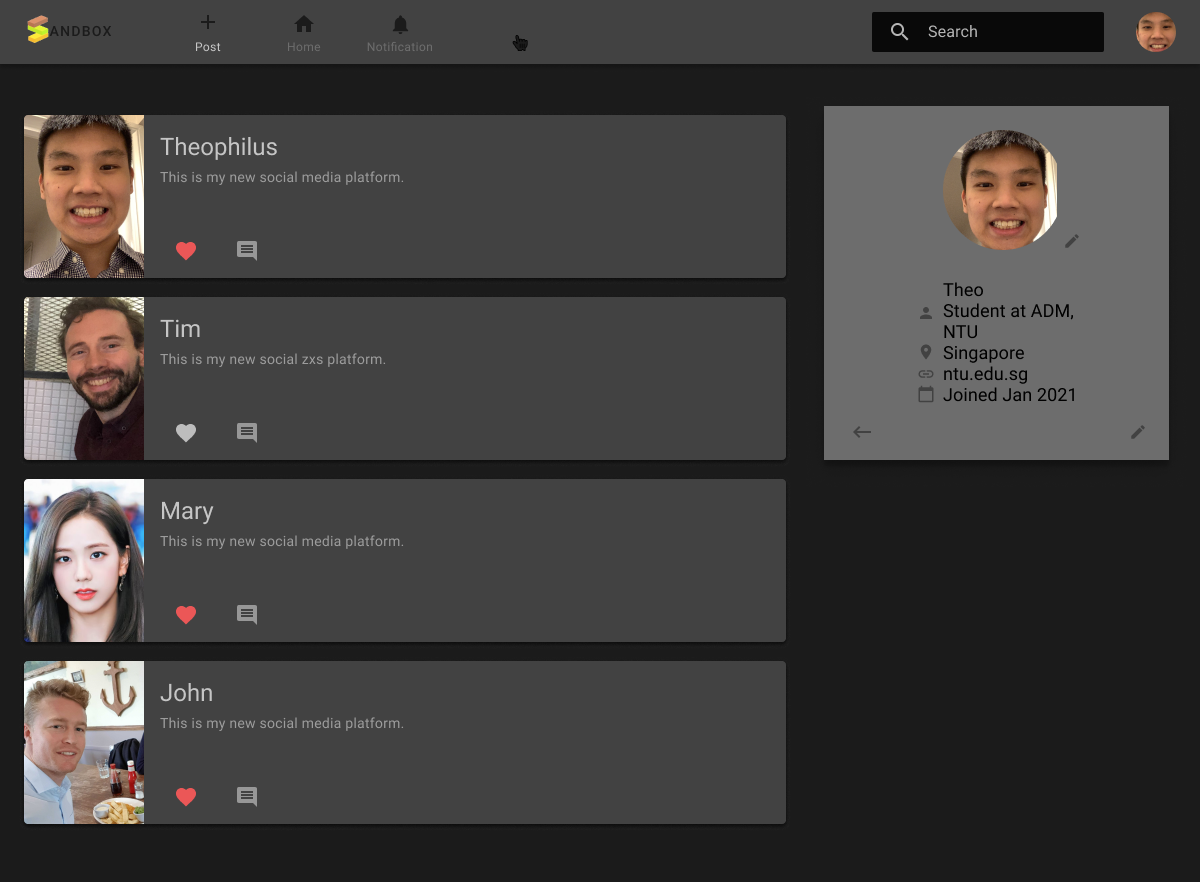 SANDBOX
Post
Home
Notification
Search
Theophilus
This is my new social media platform.
Tim
This is my new social zxs platform.
Mary
This is my new social media platform.
John
This is my new social media platform.
Theo
Student at ADM,
NTU
Singapore
ntu.edu.sg
Joined Jan 2021